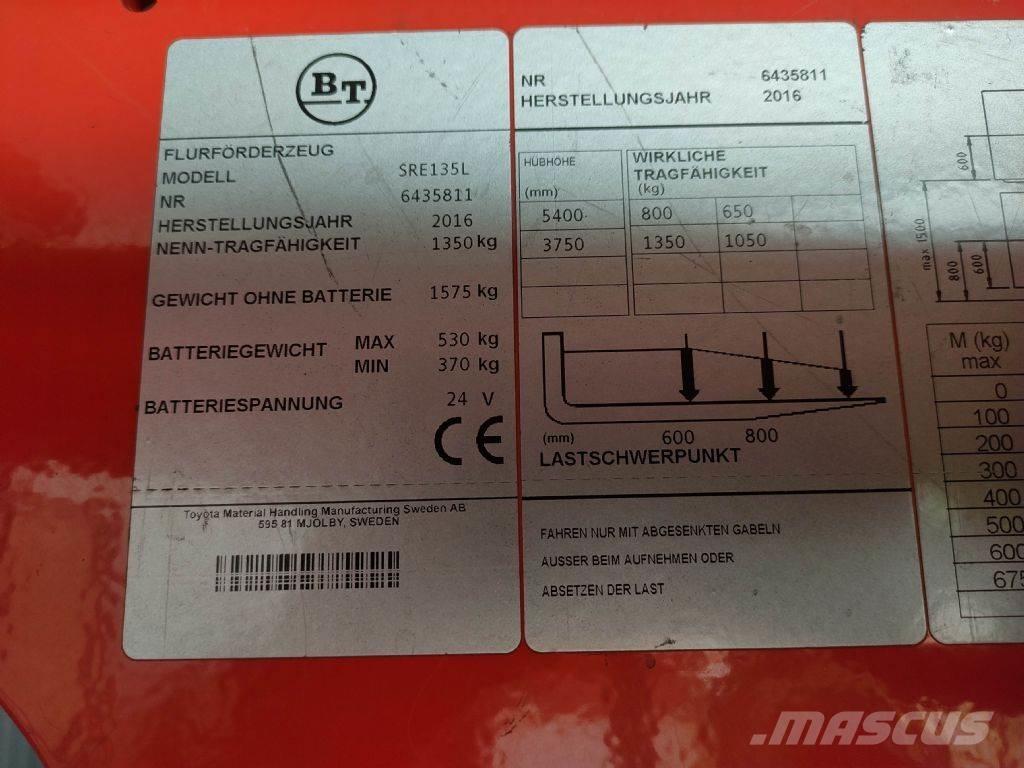 BT
FLURFÖRDERZEUG
MODELL SRE135L
NR 6435811
HERSTELLUNGSJAHR 2016
NENN-TRAGFÄHIGKEIT 1350 kg
GEWICHT OHNE BATTERIE 1575 kg
BATTERIEGEWICHT MAX 530 kg
MIN 370 kg
BATTERIESPANNUNG 24 V
CE
Toyota Material Handling Manufacturing Sweden AB
595 81 MJÖLBY, SWEDEN
NR 6435811
HERSTELLUNGSJAHR 2016
HUBHÖHE WIRKLICHE
TRAGFÄHIGKEIT
(mm) (kg)
5400 800 650
3750 1350 1050
(mm) 600 800
LASTSCHWERPUNKT
FAHREN NUR MIT ABGESENKTEN GABELN
AUSSER BEIM AUFNEHMEN ODER
ABSETZEN DER LAST
600
max 1500
800
600
M (kg)
max
0
100
200
300
400
500
600
675
MASCUS